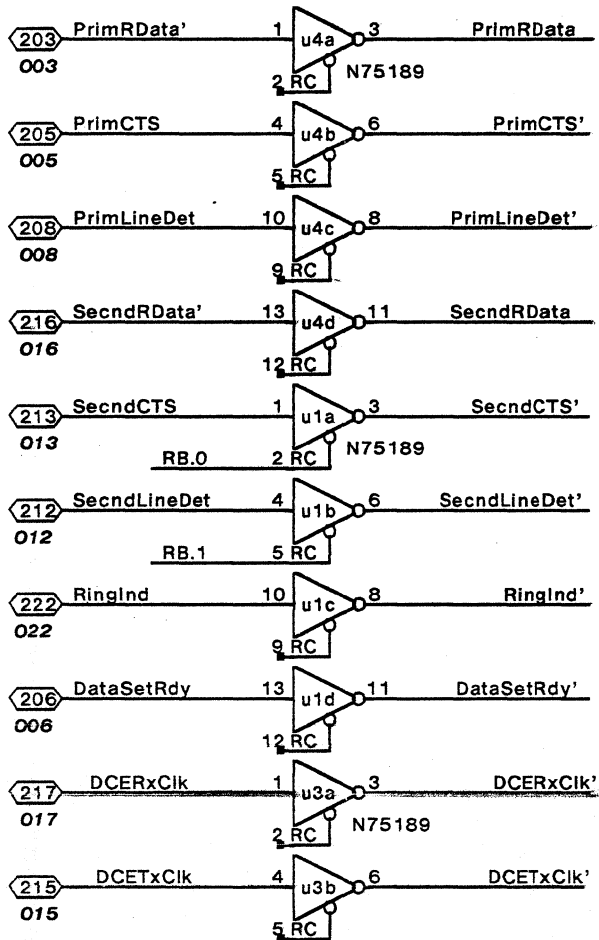 203 PrimRData' 1 u4a 3 PrimRData
003 2 RC N75189
205 PrimCTS 4 u4b 6 PrimCTS'
005 5 RC
208 PrimLineDet 10 u4c 8 PrimLineDet'
008 9 RC
216 SecndRData' 13 u4d 11 SecndRData
016 12 RC
213 SecndCTS 1 u1a 3 SecndCTS'
013 RB.0 2 RC N75189
212 SecndLineDet 4 u1b 6 SecndLineDet'
012 RB.1 5 RC
222 RingInd 10 u1c 8 RingInd'
022 9 RC
206 DataSetRdy 13 u1d 11 DataSetRdy'
006 12 RC
217 DCERxClk 1 u3a 3 DCERxClk'
017 2 RC N75189
215 DCETxClk 4 u3b 6 DCETxClk'
015 5 RC